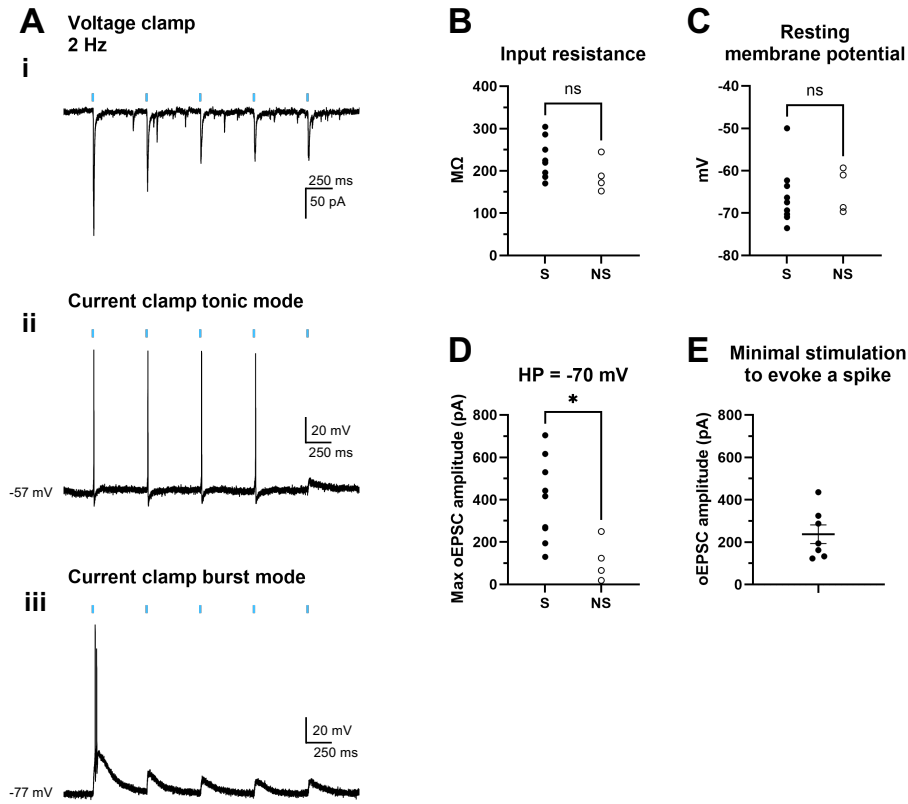 A
Voltage clamp
2 Hz
i
250 ms
50 pA
Current clamp tonic mode
ii
20 mV
250 ms
-57 mV
Current clamp burst mode
iii
20 mV
250 ms
-77 mV
B
Input resistance
ns
400
300
200
100
0
MΩ
S NS
C
Resting
membrane potential
ns
-40
-50
-60
-70
-80
mV
S NS
D
HP = -70 mV
*
800
600
400
200
0
Max oEPSC amplitude (pA)
S NS
E
Minimal stimulation
to evoke a spike
800
600
400
200
0
oEPSC amplitude (pA)